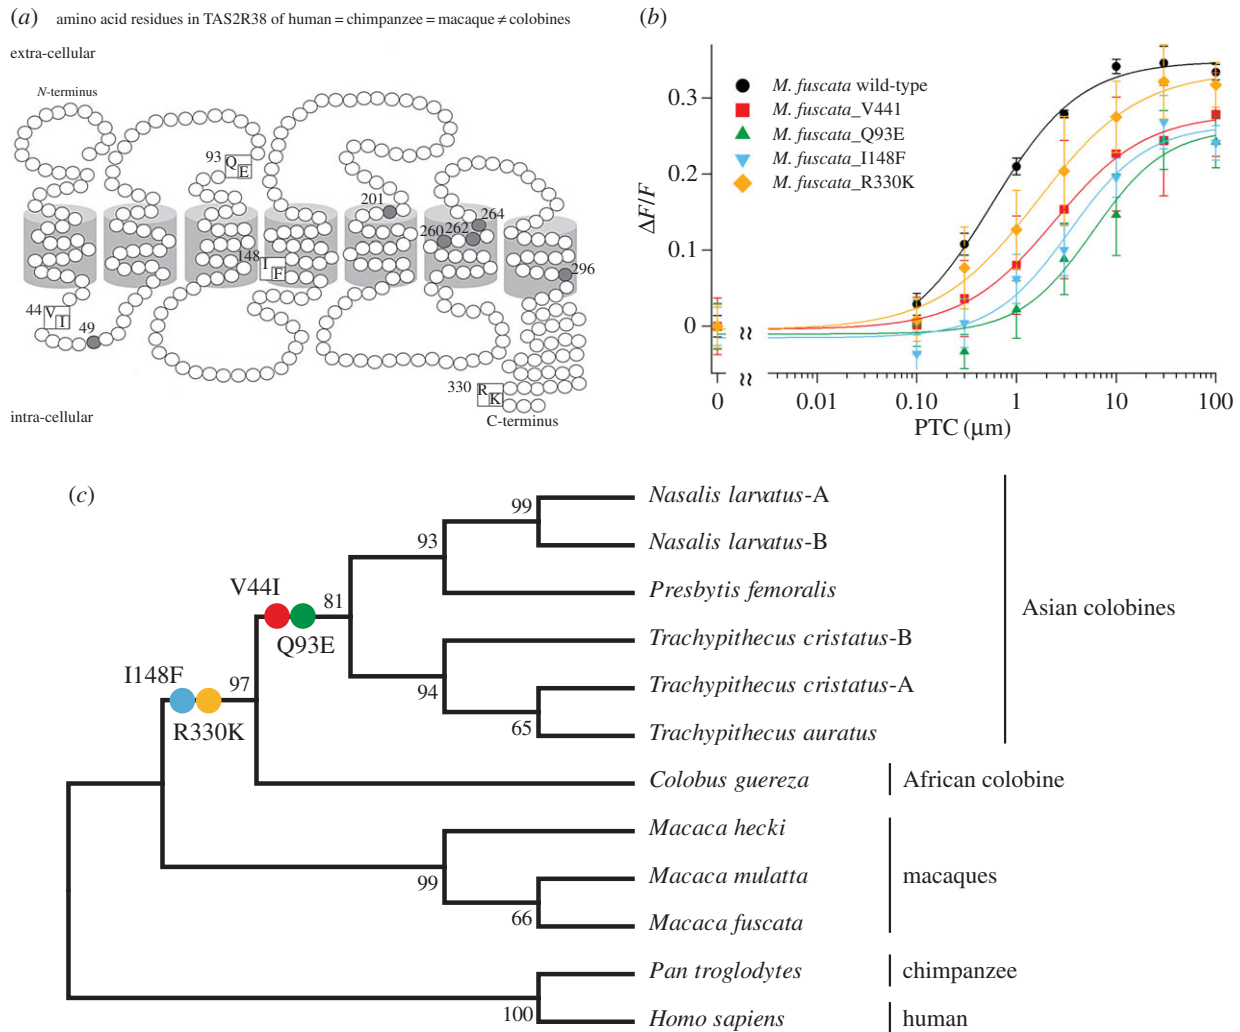 (a) amino acid residues in TAS2R38 of human = chimpanzee = macaque ≠ colobines
extra-cellular
N-terminus
93 Q E
201
264
260 262
148 I F
296
44 V I
49
330 R K
intra-cellular
C-terminus
(b)
M. fuscata wild-type
M. fuscata_V441
M. fuscata_Q93E
M. fuscata_I148F
M. fuscata_R330K
0.3
0.2
0.1
0
ΔF/F
0 0.01 0.10 1 10 100
PTC (μm)
(c)
Nasalis larvatus-A
99
Nasalis larvatus-B
93
Presbytis femoralis
V44I
81
Q93E
Asian colobines
Trachypithecus cristatus-B
I148F
97
94
Trachypithecus cristatus-A
R330K
65
Trachypithecus auratus
Colobus guereza
African colobine
Macaca hecki
99
Macaca mulatta
macaques
66
Macaca fuscata
Pan troglodytes
chimpanzee
100
Homo sapiens
human